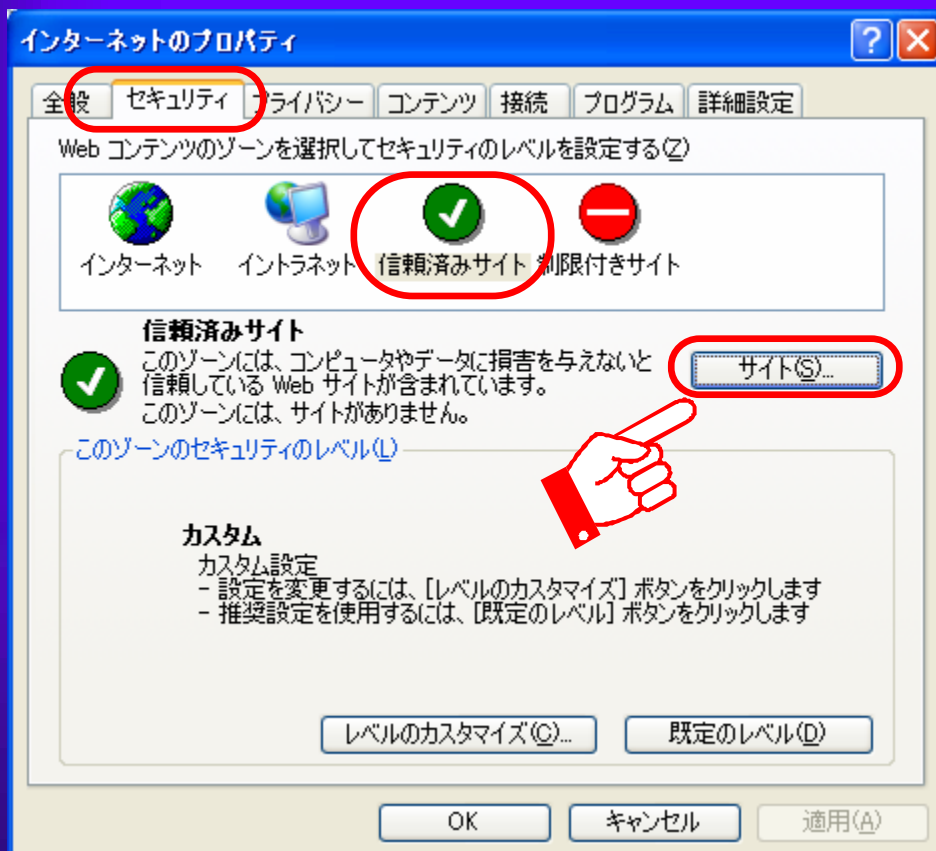 インターネットのプロパティ
全般 セキュリティ プライバシー コンテンツ 接続 プログラム 詳細設定
Web コンテンツのゾーンを選択してセキュリティのレベルを設定する(Z)
インターネット イントラネット 信頼済みサイト 制限付きサイト
信頼済みサイト
このゾーンには、コンピュータやデータに損害を与えないと
信頼している Web サイトが含まれています。
このゾーンには、サイトがありません。
サイト(S)...
このゾーンのセキュリティのレベル(L)
カスタム
カスタム設定
- 設定を変更するには、[レベルのカスタマイズ] ボタンをクリックします
- 推奨設定を使用するには、[既定のレベル] ボタンをクリックします
レベルのカスタマイズ(C)... 既定のレベル(D)
OK キャンセル 適用(A)